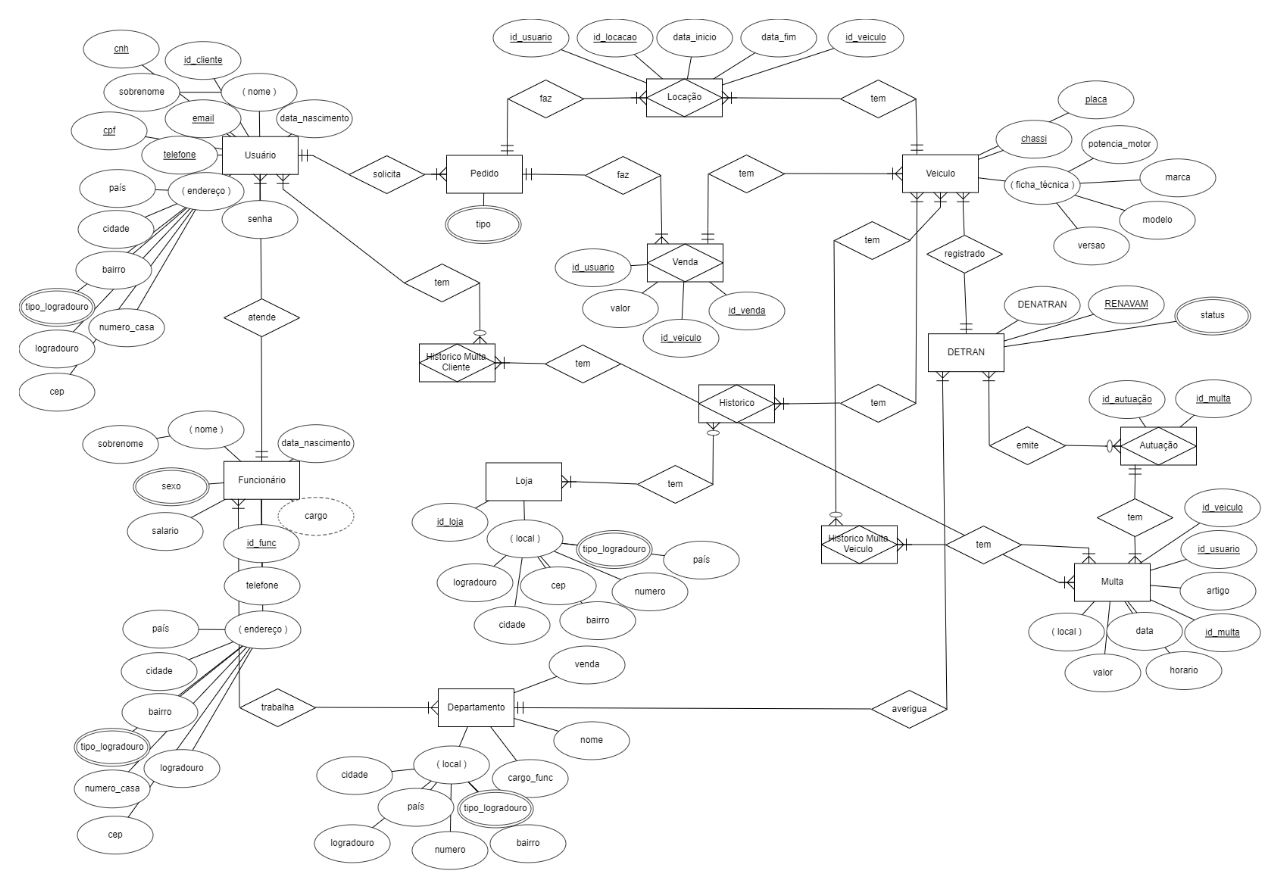 id_usuario
id_locacao
data_inicio
data_fim
id_veiculo
cnh
id_cliente
sobrenome
( nome )
faz
Locação
tem
placa
cpf
email
data_nascimento
chassi
potencia_motor
telefone
Usuário
solicita
Pedido
faz
tem
Veiculo
( ficha_técnica )
marca
país
( endereço )
senha
tipo
modelo
cidade
versao
bairro
tem
Venda
tem
registrado
id_usuario
valor
id_venda
id_veiculo
tipo_logradouro
numero_casa
logradouro
cep
atende
DENATRAN
RENAVAM
status
DETRAN
Historico Multa
Cliente
tem
Historico
tem
id_autuação
id_multa
sobrenome
( nome )
data_nascimento
emite
Autuação
sexo
Funcionário
Loja
tem
salario
cargo
id_loja
tem
id_veiculo
id_func
( local )
tipo_logradouro
país
Historico Multa
Veiculo
tem
id_usuario
telefone
logradouro
cep
numero
Multa
artigo
cidade
bairro
país
( endereço )
( local )
data
id_multa
cidade
venda
valor
horario
bairro
trabalha
Departamento
averigua
tipo_logradouro
logradouro
nome
numero_casa
cidade
( local )
cargo_func
cep
país
tipo_logradouro
logradouro
numero
bairro